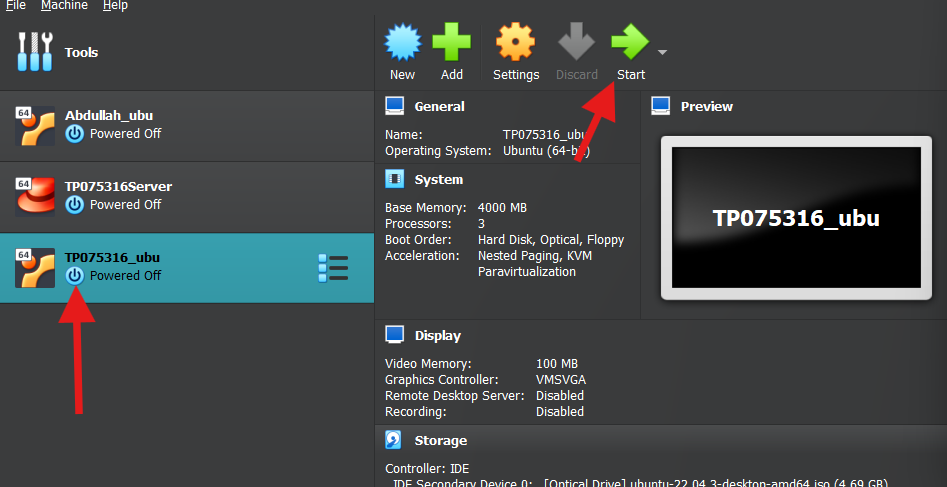 File Machine Help
Tools
New Add Settings Discard Start
64
Abdullah_ubu
Powered Off
64
TP075316Server
Powered Off
64
TP075316_ubu
Powered Off
General
Name: TP075316_ubu
Operating System: Ubuntu (64-bit)
System
Base Memory: 4000 MB
Processors: 3
Boot Order: Hard Disk, Optical, Floppy
Acceleration: Nested Paging, KVM
Paravirtualization
Preview
TP075316_ubu
Display
Video Memory: 100 MB
Graphics Controller: VMSVGA
Remote Desktop Server: Disabled
Recording: Disabled
Storage
Controller: IDE
IDE Secondary Device 0: [Optical Drive] ubuntu-22.04.3-desktop-amd64.iso (4.69 GB)